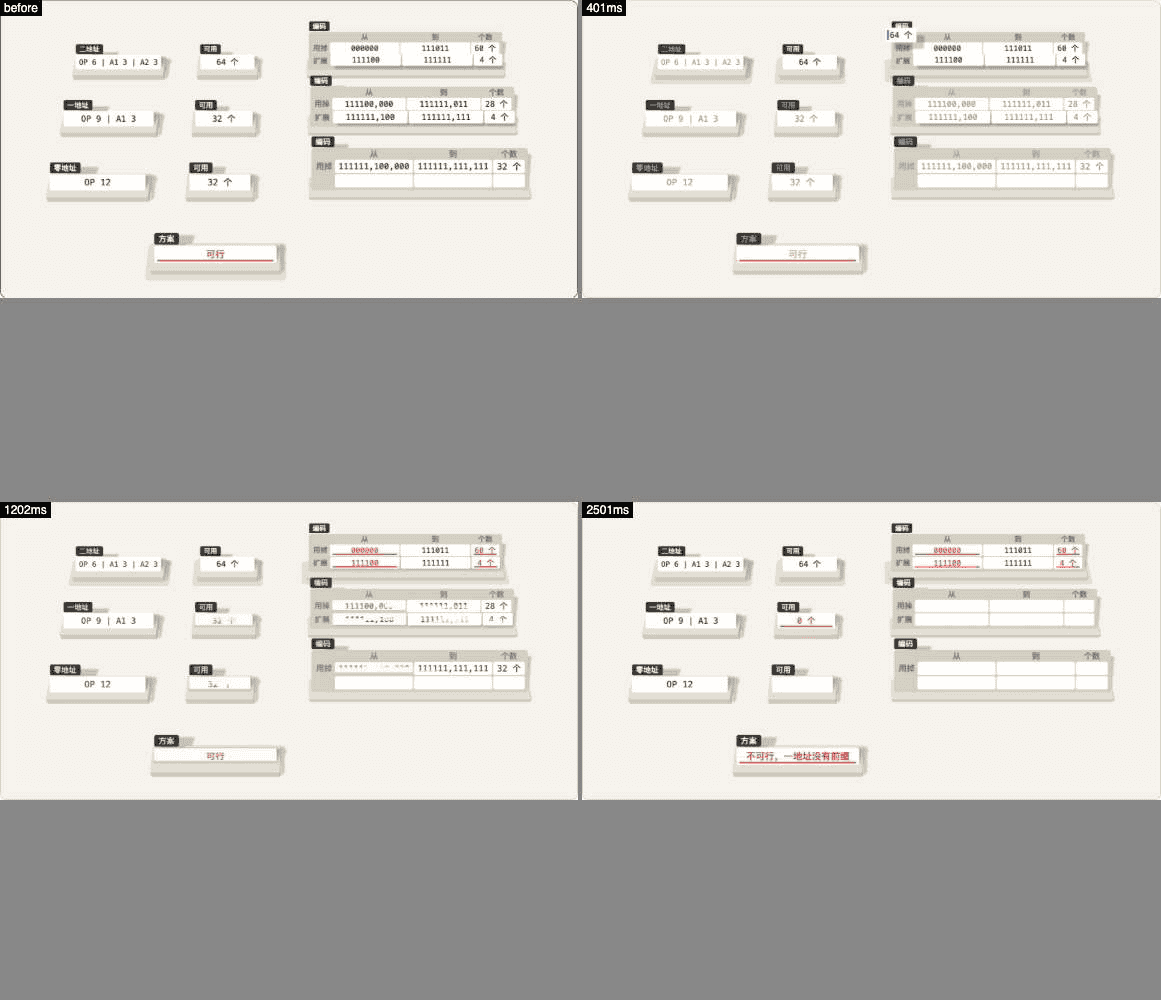 before
编码
从 到 个数
二地址 可用
OP 6 | A1 3 | A2 3 64 个
用掉 000000 111011 60 个
扩展 111100 111111 4 个
编码
从 到 个数
一地址 可用
OP 9 | A1 3 32 个
用掉 111100,000 111111,011 28 个
扩展 111111,100 111111,111 4 个
编码
从 到 个数
零地址 可用
OP 12 32 个
用掉 111111,100,000 111111,111,111 32 个
方案
可行
401ms
编码
64 个
从 到 个数
二地址 可用
OP 6 | A1 3 | A2 3 64 个
用掉 000000 111011 60 个
扩展 111100 111111 4 个
编码
从 到 个数
一地址 可用
OP 9 | A1 3 32 个
用掉 111100,000 111111,011 28 个
扩展 111111,100 111111,111 4 个
编码
从 到 个数
零地址 可用
OP 12 32 个
用掉 111111,100,000 111111,111,111 32 个
方案
可行
1202ms
编码
从 到 个数
二地址 可用
OP 6 | A1 3 | A2 3 64 个
用掉 000000 111011 60 个
扩展 111100 111111 4 个
编码
从 到 个数
一地址 可用
OP 9 | A1 3
用掉 28 个
扩展 4 个
编码
从 到 个数
零地址 可用
OP 12
用掉 111111,111,111 32 个
方案
可行
2501ms
编码
从 到 个数
二地址 可用
OP 6 | A1 3 | A2 3 64 个
用掉 000000 111011 60 个
扩展 111100 111111 4 个
编码
从 到 个数
一地址 可用
OP 9 | A1 3 0 个
用掉
扩展
编码
从 到 个数
零地址 可用
OP 12
用掉
方案
不可行，一地址没有前缀